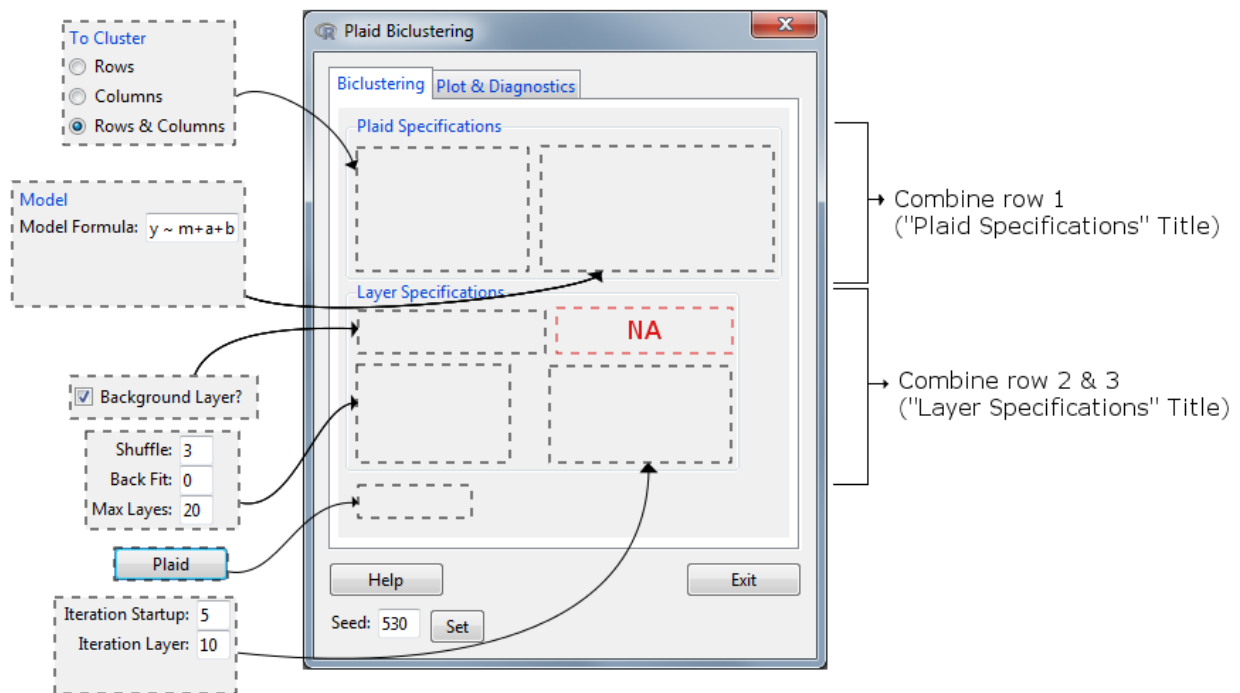 To Cluster
Rows
Columns
Rows & Columns
Model
Model Formula: y ~ m+a+b
Background Layer?
Shuffle: 3
Back Fit: 0
Max Layes: 20
Plaid
Iteration Startup: 5
Iteration Layer: 10
R Plaid Biclustering x
Biclustering Plot & Diagnostics
Plaid Specifications
Layer Specifications
NA
Help Exit
Seed: 530 Set
Combine row 1
("Plaid Specifications" Title)
Combine row 2 & 3
("Layer Specifications" Title)